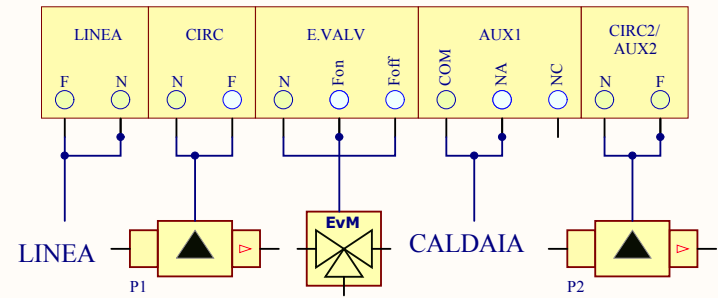 LINEA
CIRC
E.VALV
AUX1
CIRC2/
AUX2
F
N
N
F
N
Fon
Foff
COM
NA
NC
N
F
EvM
LINEA
CALDAIA
P1
P2